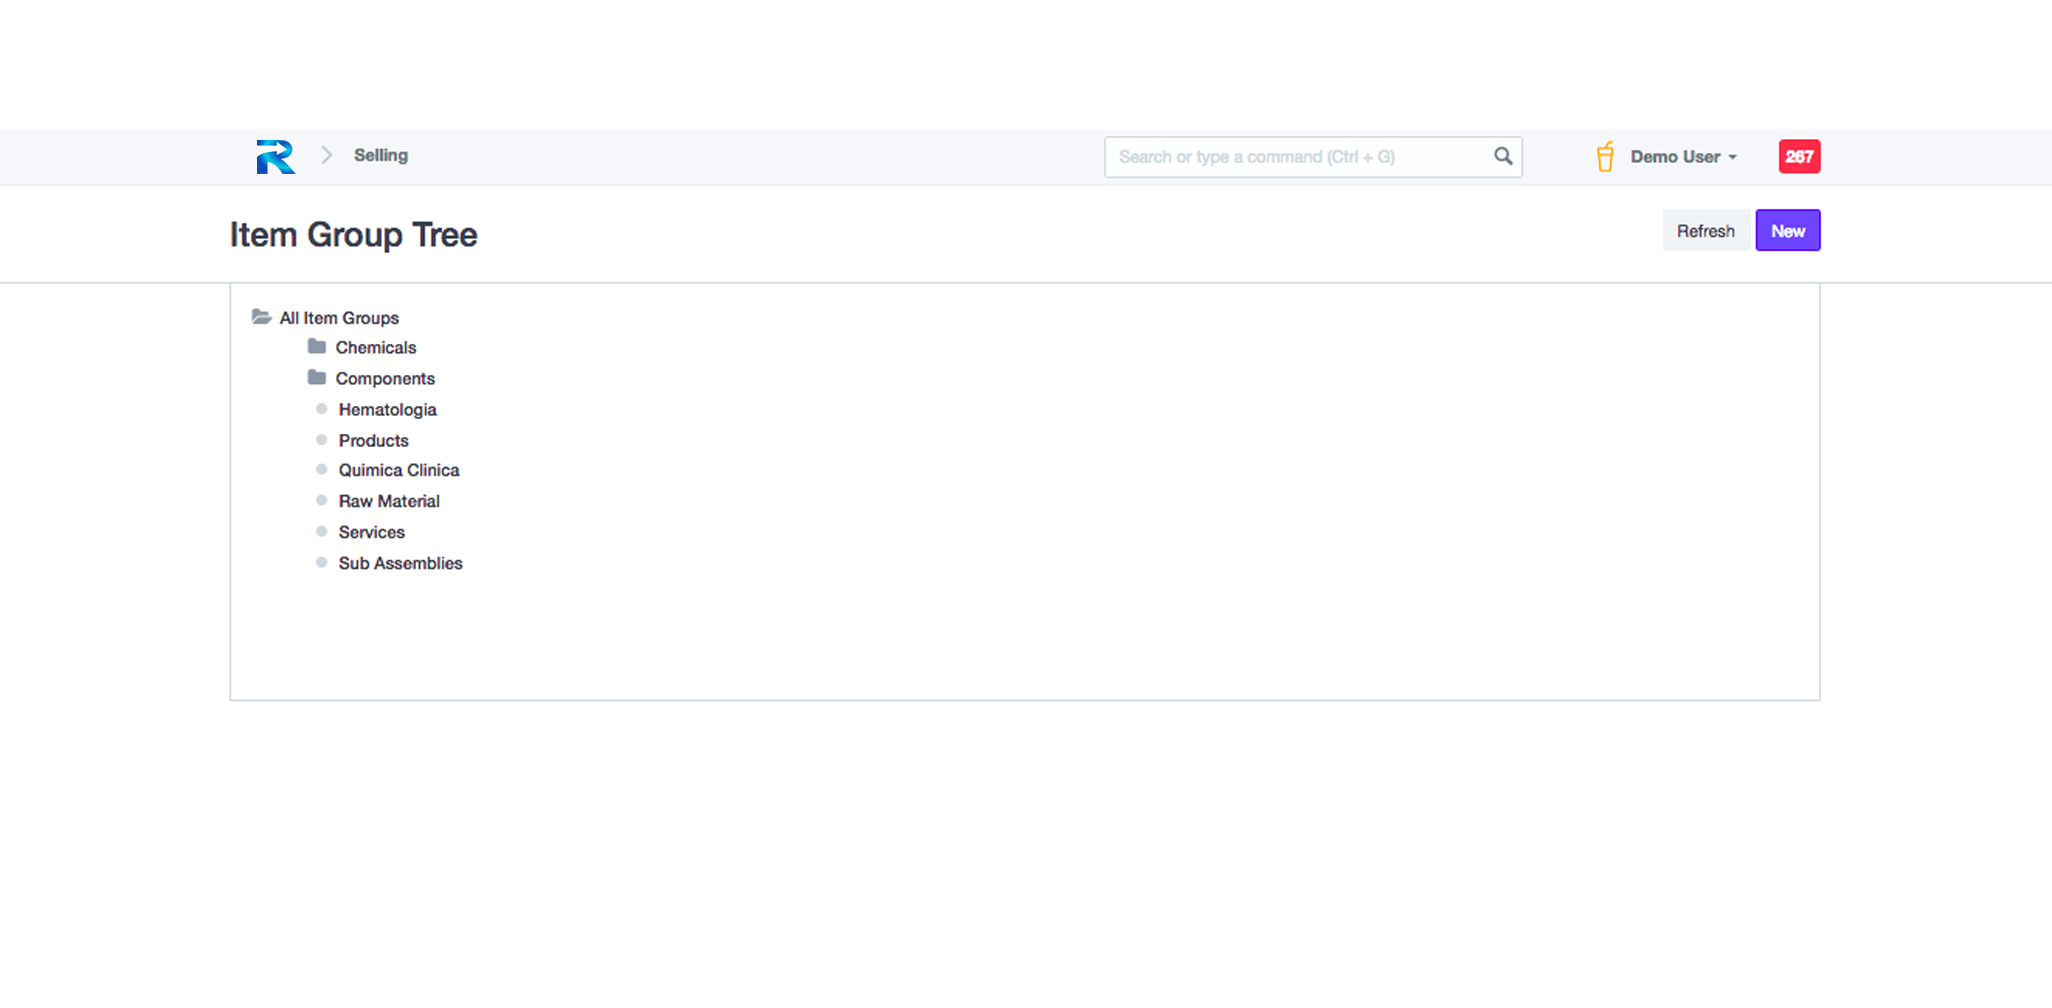 Selling
Search or type a command (Ctrl + G)
Demo User
267
Item Group Tree
Refresh
New
All Item Groups
Chemicals
Components
Hematologia
Products
Quimica Clinica
Raw Material
Services
Sub Assemblies